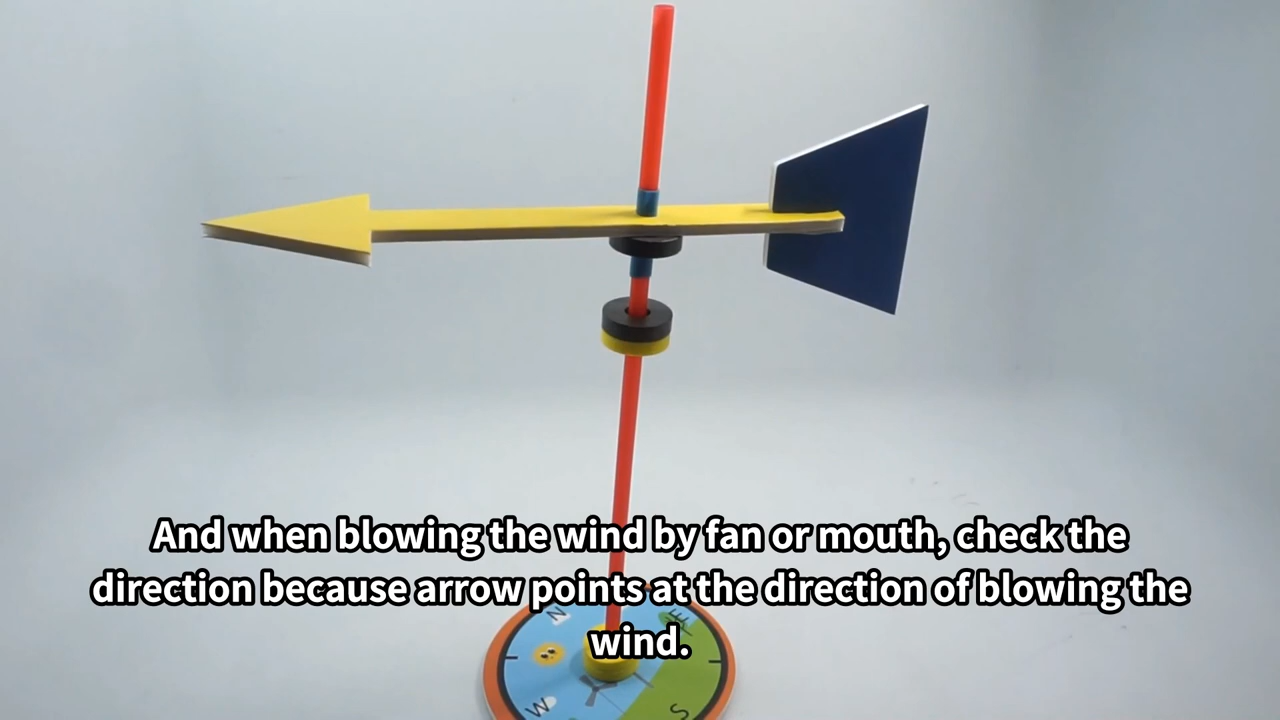 And when blowing the wind by fan or mouth, check the
direction because arrow points at the direction of blowing the
wind.
N
W
S